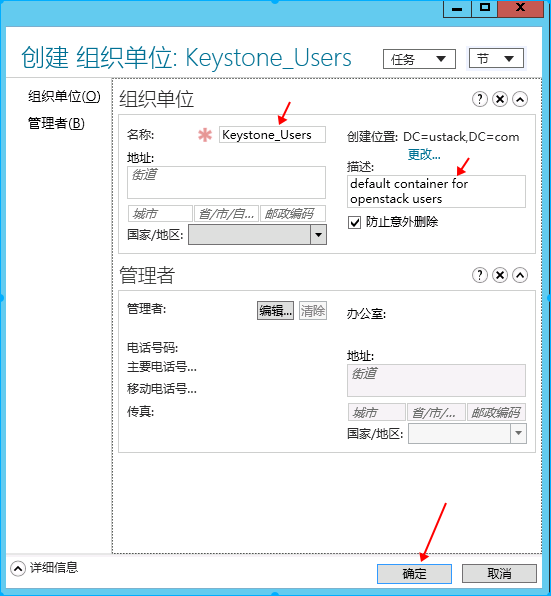 创建 组织单位: Keystone_Users
任务
节
组织单位(O)
管理者(B)
组织单位
名称:
Keystone_Users
创建位置: DC=ustack,DC=com
更改...
地址:
街道
城市
省/市/自...
邮政编码
国家/地区:
描述:
default container for
openstack users
防止意外删除
管理者
管理者:
编辑...
清除
办公室:
电话号码:
主要电话号...
移动电话号...
传真:
地址:
街道
城市
省/市/...
邮政编码
国家/地区:
详细信息
确定
取消